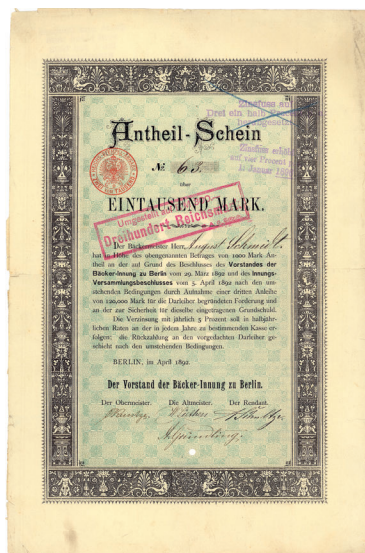 Zinsfuss auf
Drei ein halb
Antheil-Schein
Zinsfuss
auf vier Procent
1. Januar
№ 63
über
EINTAUSEND MARK.
Umgestellt auf
Dreihundert Reichsmark
Der Bäckermeister Herr August Schmidt
hat in Höhe des obengenannten Betrages von 1000 Mark An-
theil an der auf Grund des Beschlusses des Vorstandes der
Bäcker-Innung zu Berlin vom 29. März 1892 und des Innungs-
Versammlungsbeschlusses vom 5. April 1892 nach den um-
stehenden Bedingungen durch Aufnahme einer dritten Anleihe
von 120,000 Mark für die Darleiher begründeten Forderung und
an der zur Sicherheit für dieselbe eingetragenen Grundschuld.
Die Verzinsung mit jährlich 5 Prozent soll in halbjähr-
lichen Raten an der in jedem Jahre zu bestimmenden Kasse er-
folgen; die Rückzahlung an den vorgedachten Darleiher ge-
schieht nach den umstehenden Bedingungen.
BERLIN, im April 1892.
Der Vorstand der Bäcker-Innung zu Berlin.
Der Obermeister. Die Altmeister. Der Rendant.